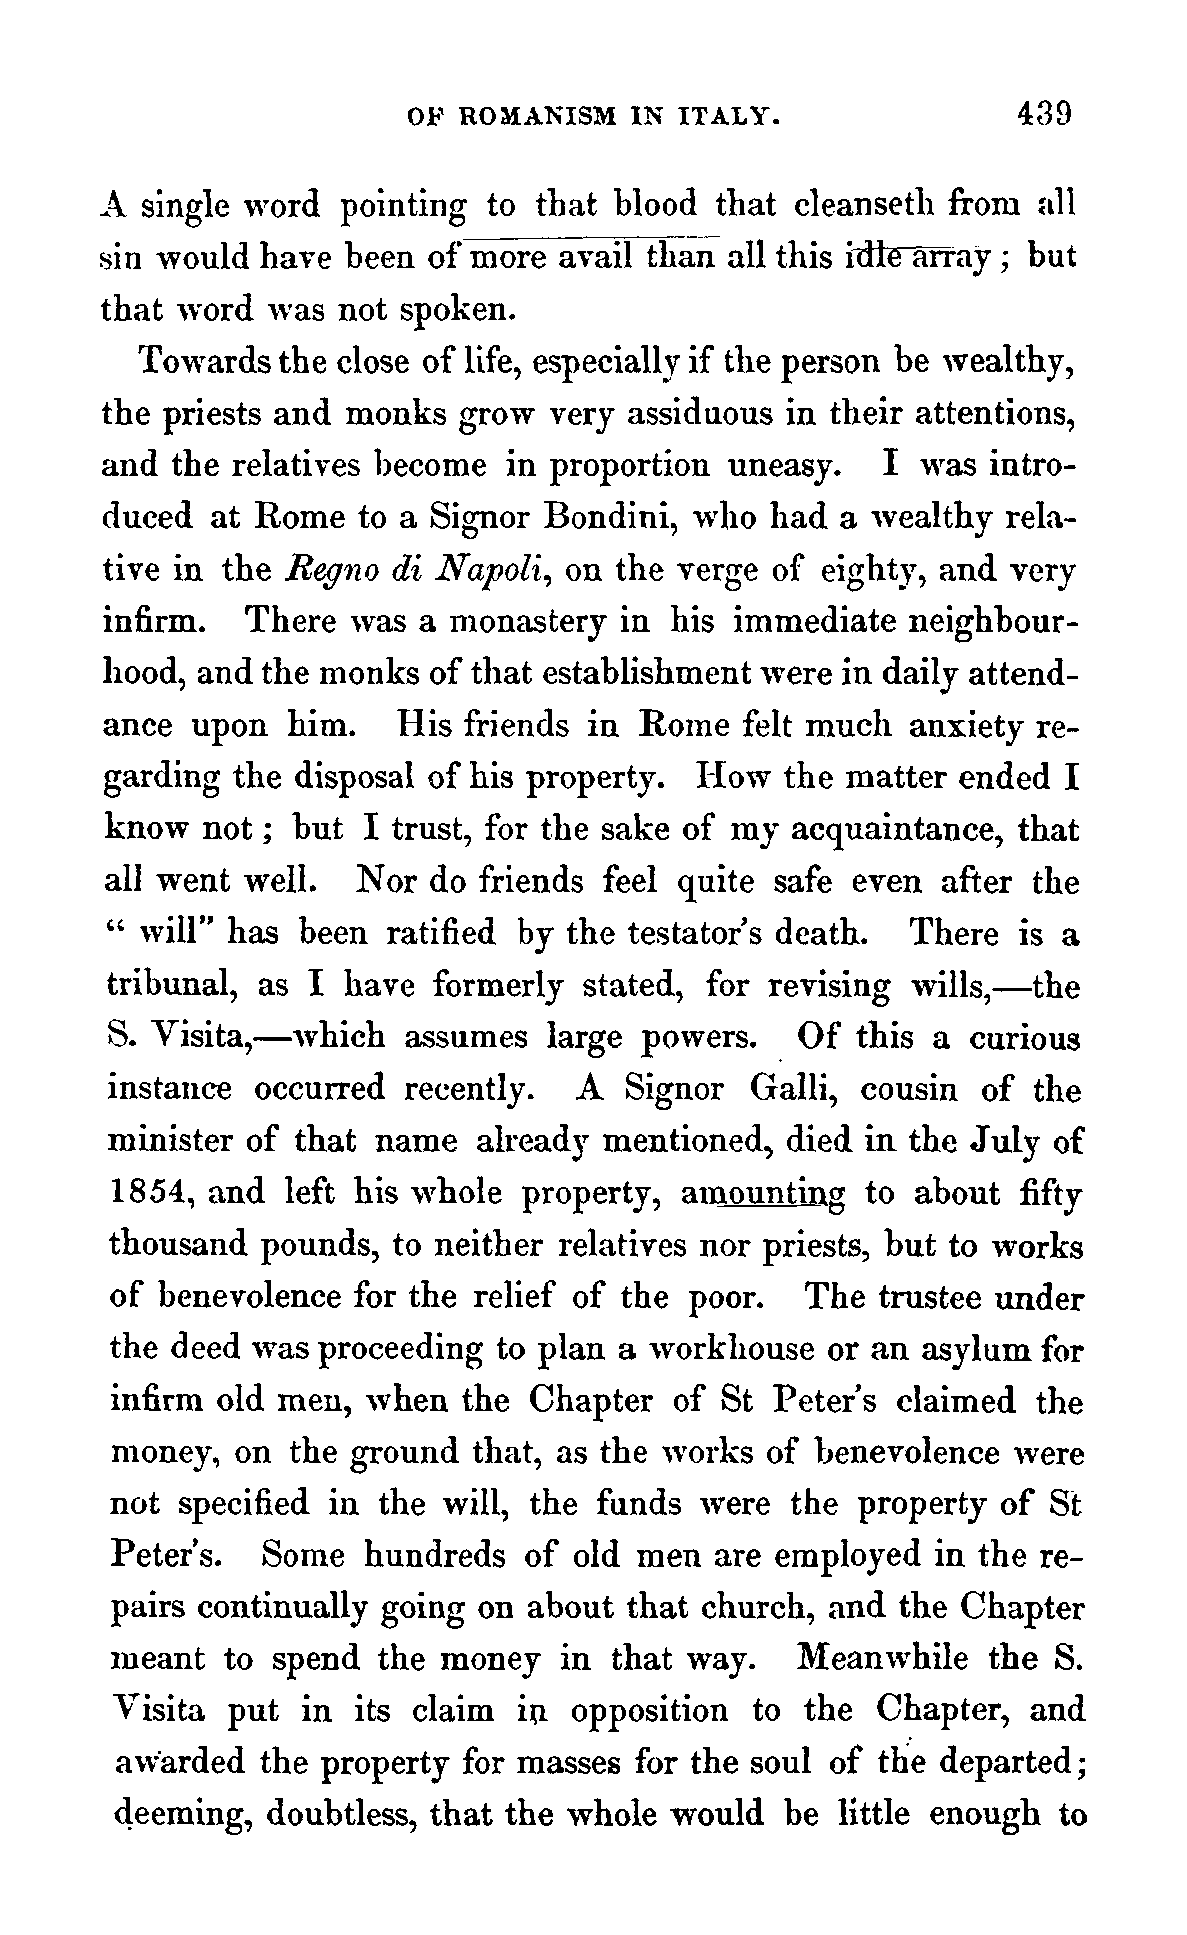 OF ROMANISM IN ITALY. 439
A single word pointing to that blood that cleanseth from all
sin would have been of more avail than all this idle array ; but
that word was not spoken.
Towards the close of life, especially if the person be wealthy,
the priests and monks grow very assiduous in their attentions,
and the relatives become in proportion uneasy. I was intro-
duced at Rome to a Signor Bondini, who had a wealthy rela-
tive in the Regno di Napoli, on the verge of eighty, and very
infirm. There was a monastery in his immediate neighbour-
hood, and the monks of that establishment were in daily attend-
ance upon him. His friends in Rome felt much anxiety re-
garding the disposal of his property. How the matter ended I
know not ; but I trust, for the sake of my acquaintance, that
all went well. Nor do friends feel quite safe even after the
“ will” has been ratified by the testator's death. There is a
tribunal, as I have formerly stated, for revising wills,—the
S. Visita,—which assumes large powers. Of this a curious
instance occurred recently. A Signor Galli, cousin of the
minister of that name already mentioned, died in the July of
1854, and left his whole property, amounting to about fifty
thousand pounds, to neither relatives nor priests, but to works
of benevolence for the relief of the poor. The trustee under
the deed was proceeding to plan a workhouse or an asylum for
infirm old men, when the Chapter of St Peter's claimed the
money, on the ground that, as the works of benevolence were
not specified in the will, the funds were the property of St
Peter's. Some hundreds of old men are employed in the re-
pairs continually going on about that church, and the Chapter
meant to spend the money in that way. Meanwhile the S.
Visita put in its claim in opposition to the Chapter, and
awarded the property for masses for the soul of the departed;
deeming, doubtless, that the whole would be little enough to